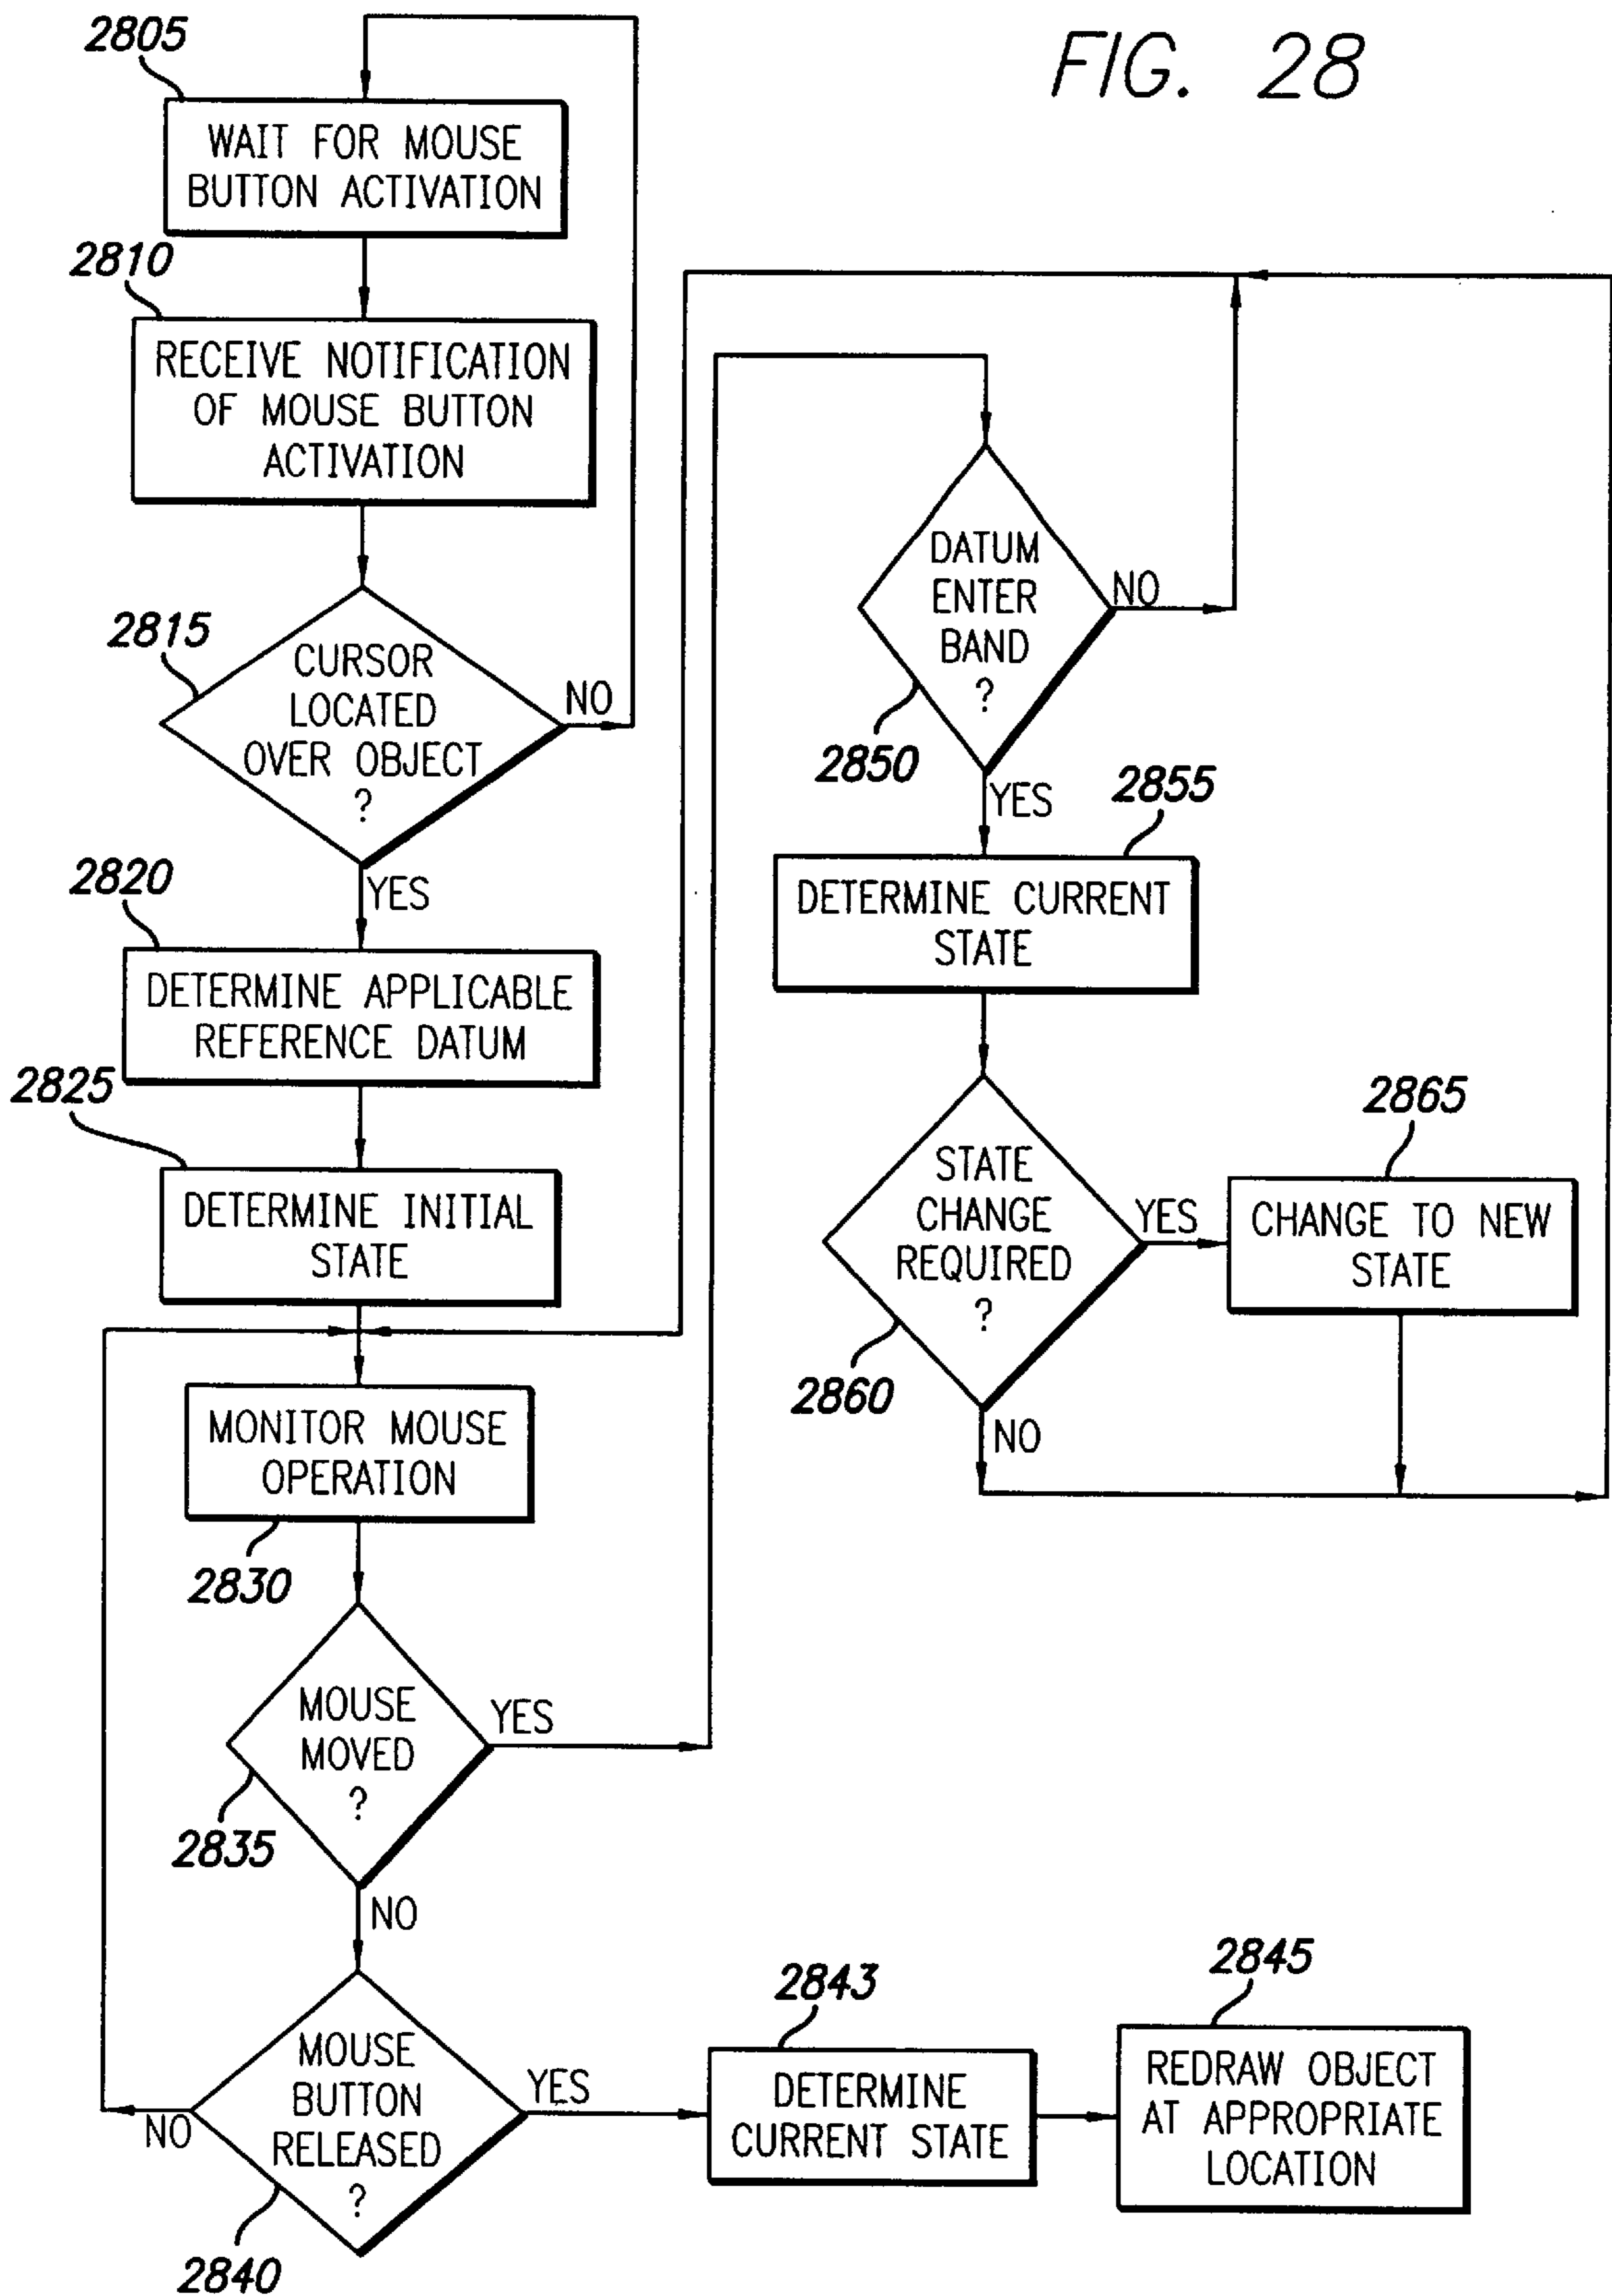 FIG. 28
2805
WAIT FOR MOUSE
BUTTON ACTIVATION
2810
RECEIVE NOTIFICATION
OF MOUSE BUTTON
ACTIVATION
2815
CURSOR
LOCATED
OVER OBJECT
?
NO
YES
2820
DETERMINE APPLICABLE
REFERENCE DATUM
2825
DETERMINE INITIAL
STATE
MONITOR MOUSE
OPERATION
2830
MOUSE
MOVED
?
YES
2835
NO
MOUSE
BUTTON
RELEASED
?
NO
YES
2840
2843
DETERMINE
CURRENT STATE
2845
REDRAW OBJECT
AT APPROPRIATE
LOCATION
DATUM
ENTER
BAND
?
NO
2850
YES
2855
DETERMINE CURRENT
STATE
STATE
CHANGE
REQUIRED
?
YES
2860
NO
2865
CHANGE TO NEW
STATE